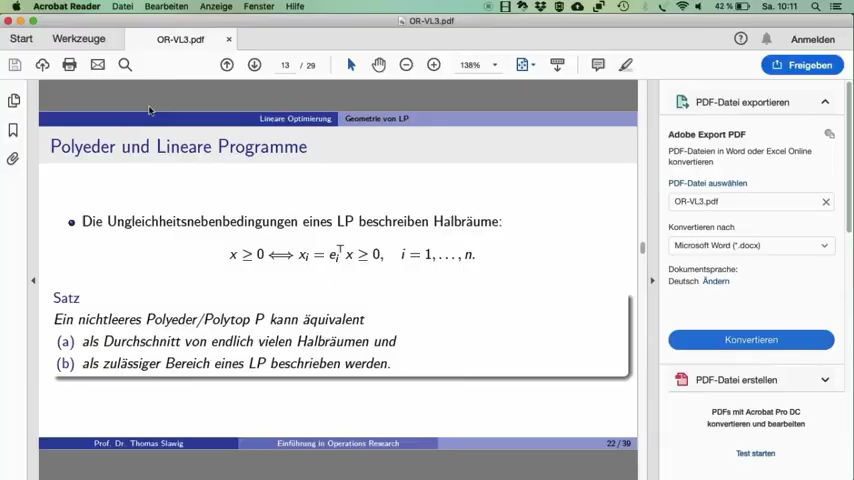 Acrobat Reader Datei Bearbeiten Anzeige Fenster Hilfe Sa. 10:11
OR-VL3.pdf
Start Werkzeuge OR-VL3.pdf × Anmelden
13 / 29 138% Freigeben
Lineare Optimierung Geometrie von LP
Polyeder und Lineare Programme
Die Ungleichheitsnebenbedingungen eines LP beschreiben Halbräume:
x ≥ 0 ⟺ xᵢ = eᵢ⊤x ≥ 0, i = 1, . . . , n.
Satz
Ein nichtleeres Polyeder/Polytop P kann äquivalent
(a) als Durchschnitt von endlich vielen Halbräumen und
(b) als zulässiger Bereich eines LP beschrieben werden.
Prof. Dr. Thomas Slawig Einführung in Operations Research 22 / 39
PDF-Datei exportieren
Adobe Export PDF
PDF-Dateien in Word oder Excel Online
konvertieren
PDF-Datei auswählen
OR-VL3.pdf
Konvertieren nach
Microsoft Word (*.docx)
Dokumentsprache:
Deutsch Ändern
Konvertieren
PDF-Datei erstellen
PDFs mit Acrobat Pro DC
konvertieren und bearbeiten
Test starten